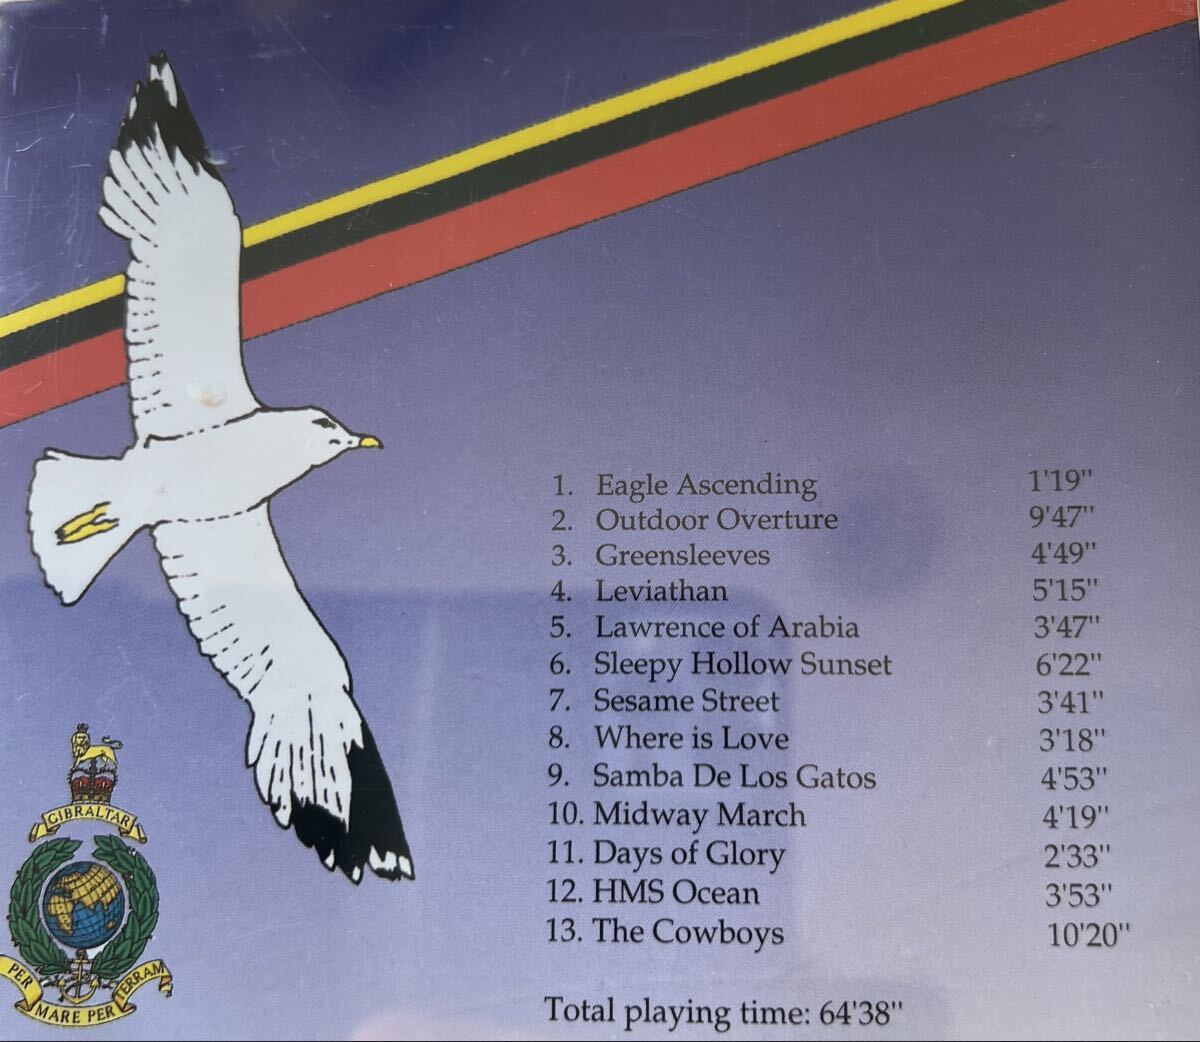 1. Eagle Ascending 1'19"
2. Outdoor Overture 9'47"
3. Greensleeves 4'49"
4. Leviathan 5'15"
5. Lawrence of Arabia 3'47"
6. Sleepy Hollow Sunset 6'22"
7. Sesame Street 3'41"
8. Where is Love 3'18"
9. Samba De Los Gatos 4'53"
10. Midway March 4'19"
11. Days of Glory 2'33"
12. HMS Ocean 3'53"
13. The Cowboys 10'20"
Total playing time: 64'38"
GIBRALTAR
PER MARE PER TERRAM